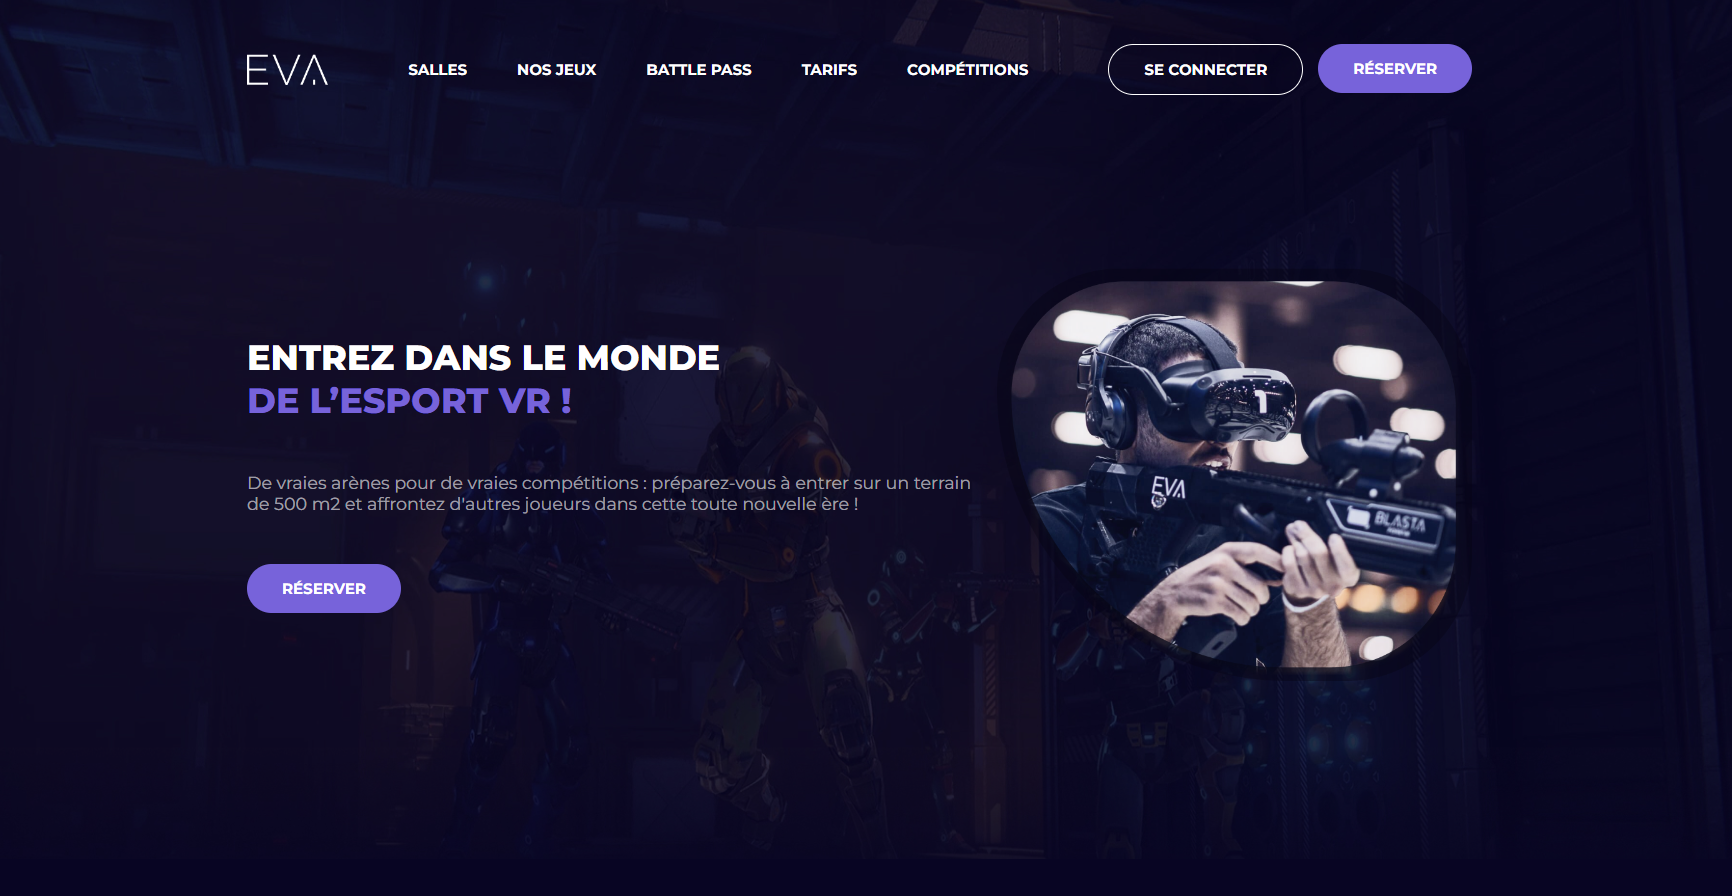 EVA
SALLES
NOS JEUX
BATTLE PASS
TARIFS
COMPÉTITIONS
SE CONNECTER
RÉSERVER
ENTREZ DANS LE MONDE
DE L’ESPORT VR !
De vraies arènes pour de vraies compétitions : préparez-vous à entrer sur un terrain
de 500 m2 et affrontez d'autres joueurs dans cette toute nouvelle ère !
RÉSERVER
1
EVA
BLASTA